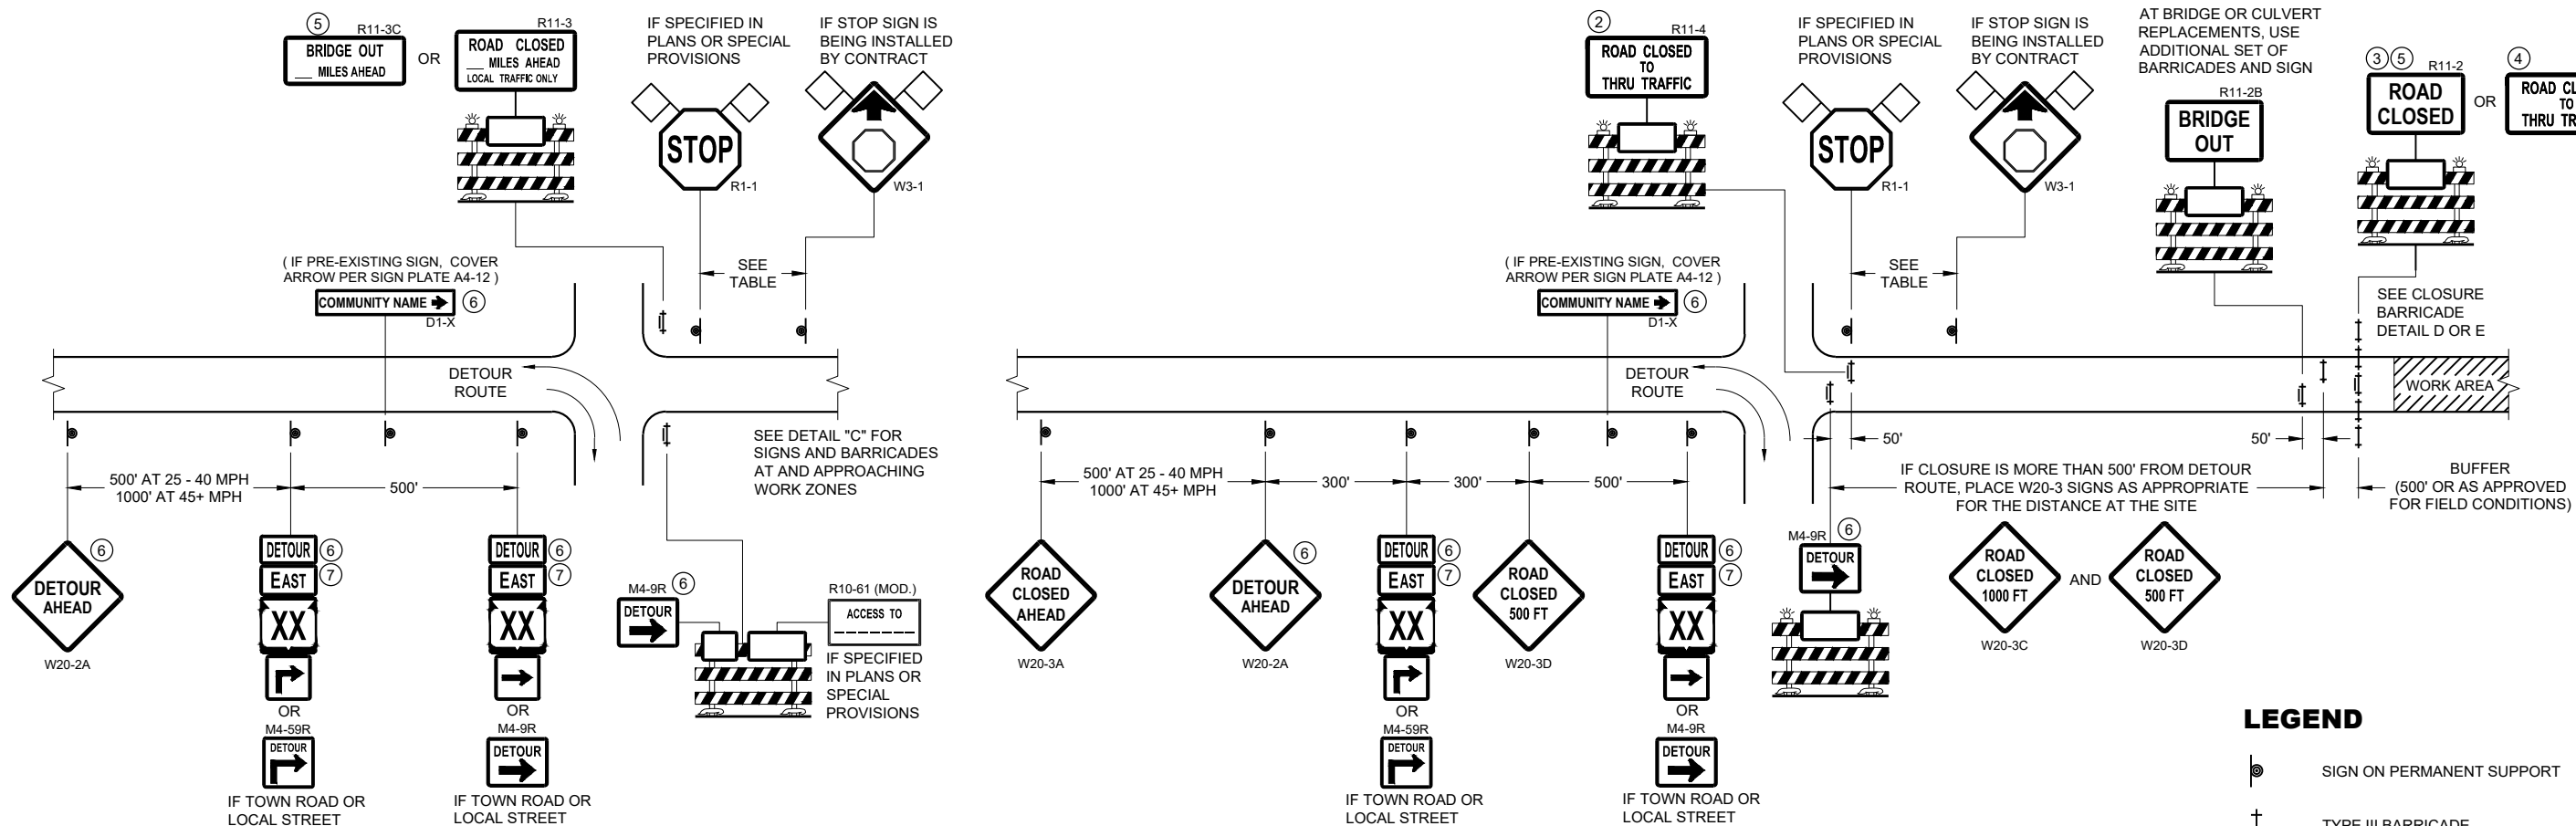 5
R11-3C
BRIDGE OUT
___ MILES AHEAD
OR
R11-3
ROAD CLOSED
___ MILES AHEAD
LOCAL TRAFFIC ONLY
IF SPECIFIED IN
PLANS OR SPECIAL
PROVISIONS
STOP
R1-1
IF STOP SIGN IS
BEING INSTALLED
BY CONTRACT
W3-1
SEE
TABLE
( IF PRE-EXISTING SIGN, COVER
ARROW PER SIGN PLATE A4-12 )
COMMUNITY NAME
6
D1-X
DETOUR
ROUTE
SEE DETAIL "C" FOR
SIGNS AND BARRICADES
AT AND APPROACHING
WORK ZONES
500' AT 25 - 40 MPH
1000' AT 45+ MPH
500'
6
DETOUR
AHEAD
W20-2A
DETOUR
6
EAST
7
XX
OR
M4-59R
DETOUR
IF TOWN ROAD OR
LOCAL STREET
DETOUR
6
EAST
7
XX
OR
M4-9R
DETOUR
IF TOWN ROAD OR
LOCAL STREET
M4-9R
6
DETOUR
R10-61 (MOD.)
ACCESS TO
_ _ _ _ _ _ _ _
IF SPECIFIED
IN PLANS OR
SPECIAL
PROVISIONS
2
R11-4
ROAD CLOSED
TO
THRU TRAFFIC
IF SPECIFIED IN
PLANS OR SPECIAL
PROVISIONS
STOP
R1-1
IF STOP SIGN IS
BEING INSTALLED
BY CONTRACT
W3-1
SEE
TABLE
AT BRIDGE OR CULVERT
REPLACEMENTS, USE
ADDITIONAL SET OF
BARRICADES AND SIGN
R11-2B
BRIDGE
OUT
3 5
R11-2
ROAD
CLOSED
OR
4
ROAD CL
TO
THRU TR
( IF PRE-EXISTING SIGN, COVER
ARROW PER SIGN PLATE A4-12 )
COMMUNITY NAME
6
D1-X
SEE CLOSURE
BARRICADE
DETAIL D OR E
DETOUR
ROUTE
WORK AREA
50'
50'
500' AT 25 - 40 MPH
1000' AT 45+ MPH
300'
300'
500'
IF CLOSURE IS MORE THAN 500' FROM DETOUR
ROUTE, PLACE W20-3 SIGNS AS APPROPRIATE
FOR THE DISTANCE AT THE SITE
BUFFER
(500' OR AS APPROVED
FOR FIELD CONDITIONS)
ROAD
CLOSED
AHEAD
W20-3A
6
DETOUR
AHEAD
W20-2A
DETOUR
6
EAST
7
XX
OR
M4-59R
DETOUR
IF TOWN ROAD OR
LOCAL STREET
ROAD
CLOSED
500 FT
W20-3D
DETOUR
6
EAST
7
XX
OR
M4-9R
DETOUR
IF TOWN ROAD OR
LOCAL STREET
M4-9R
6
DETOUR
ROAD
CLOSED
1000 FT
W20-3C
AND
ROAD
CLOSED
500 FT
W20-3D
LEGEND
SIGN ON PERMANENT SUPPORT
TYPE III BARRICADE